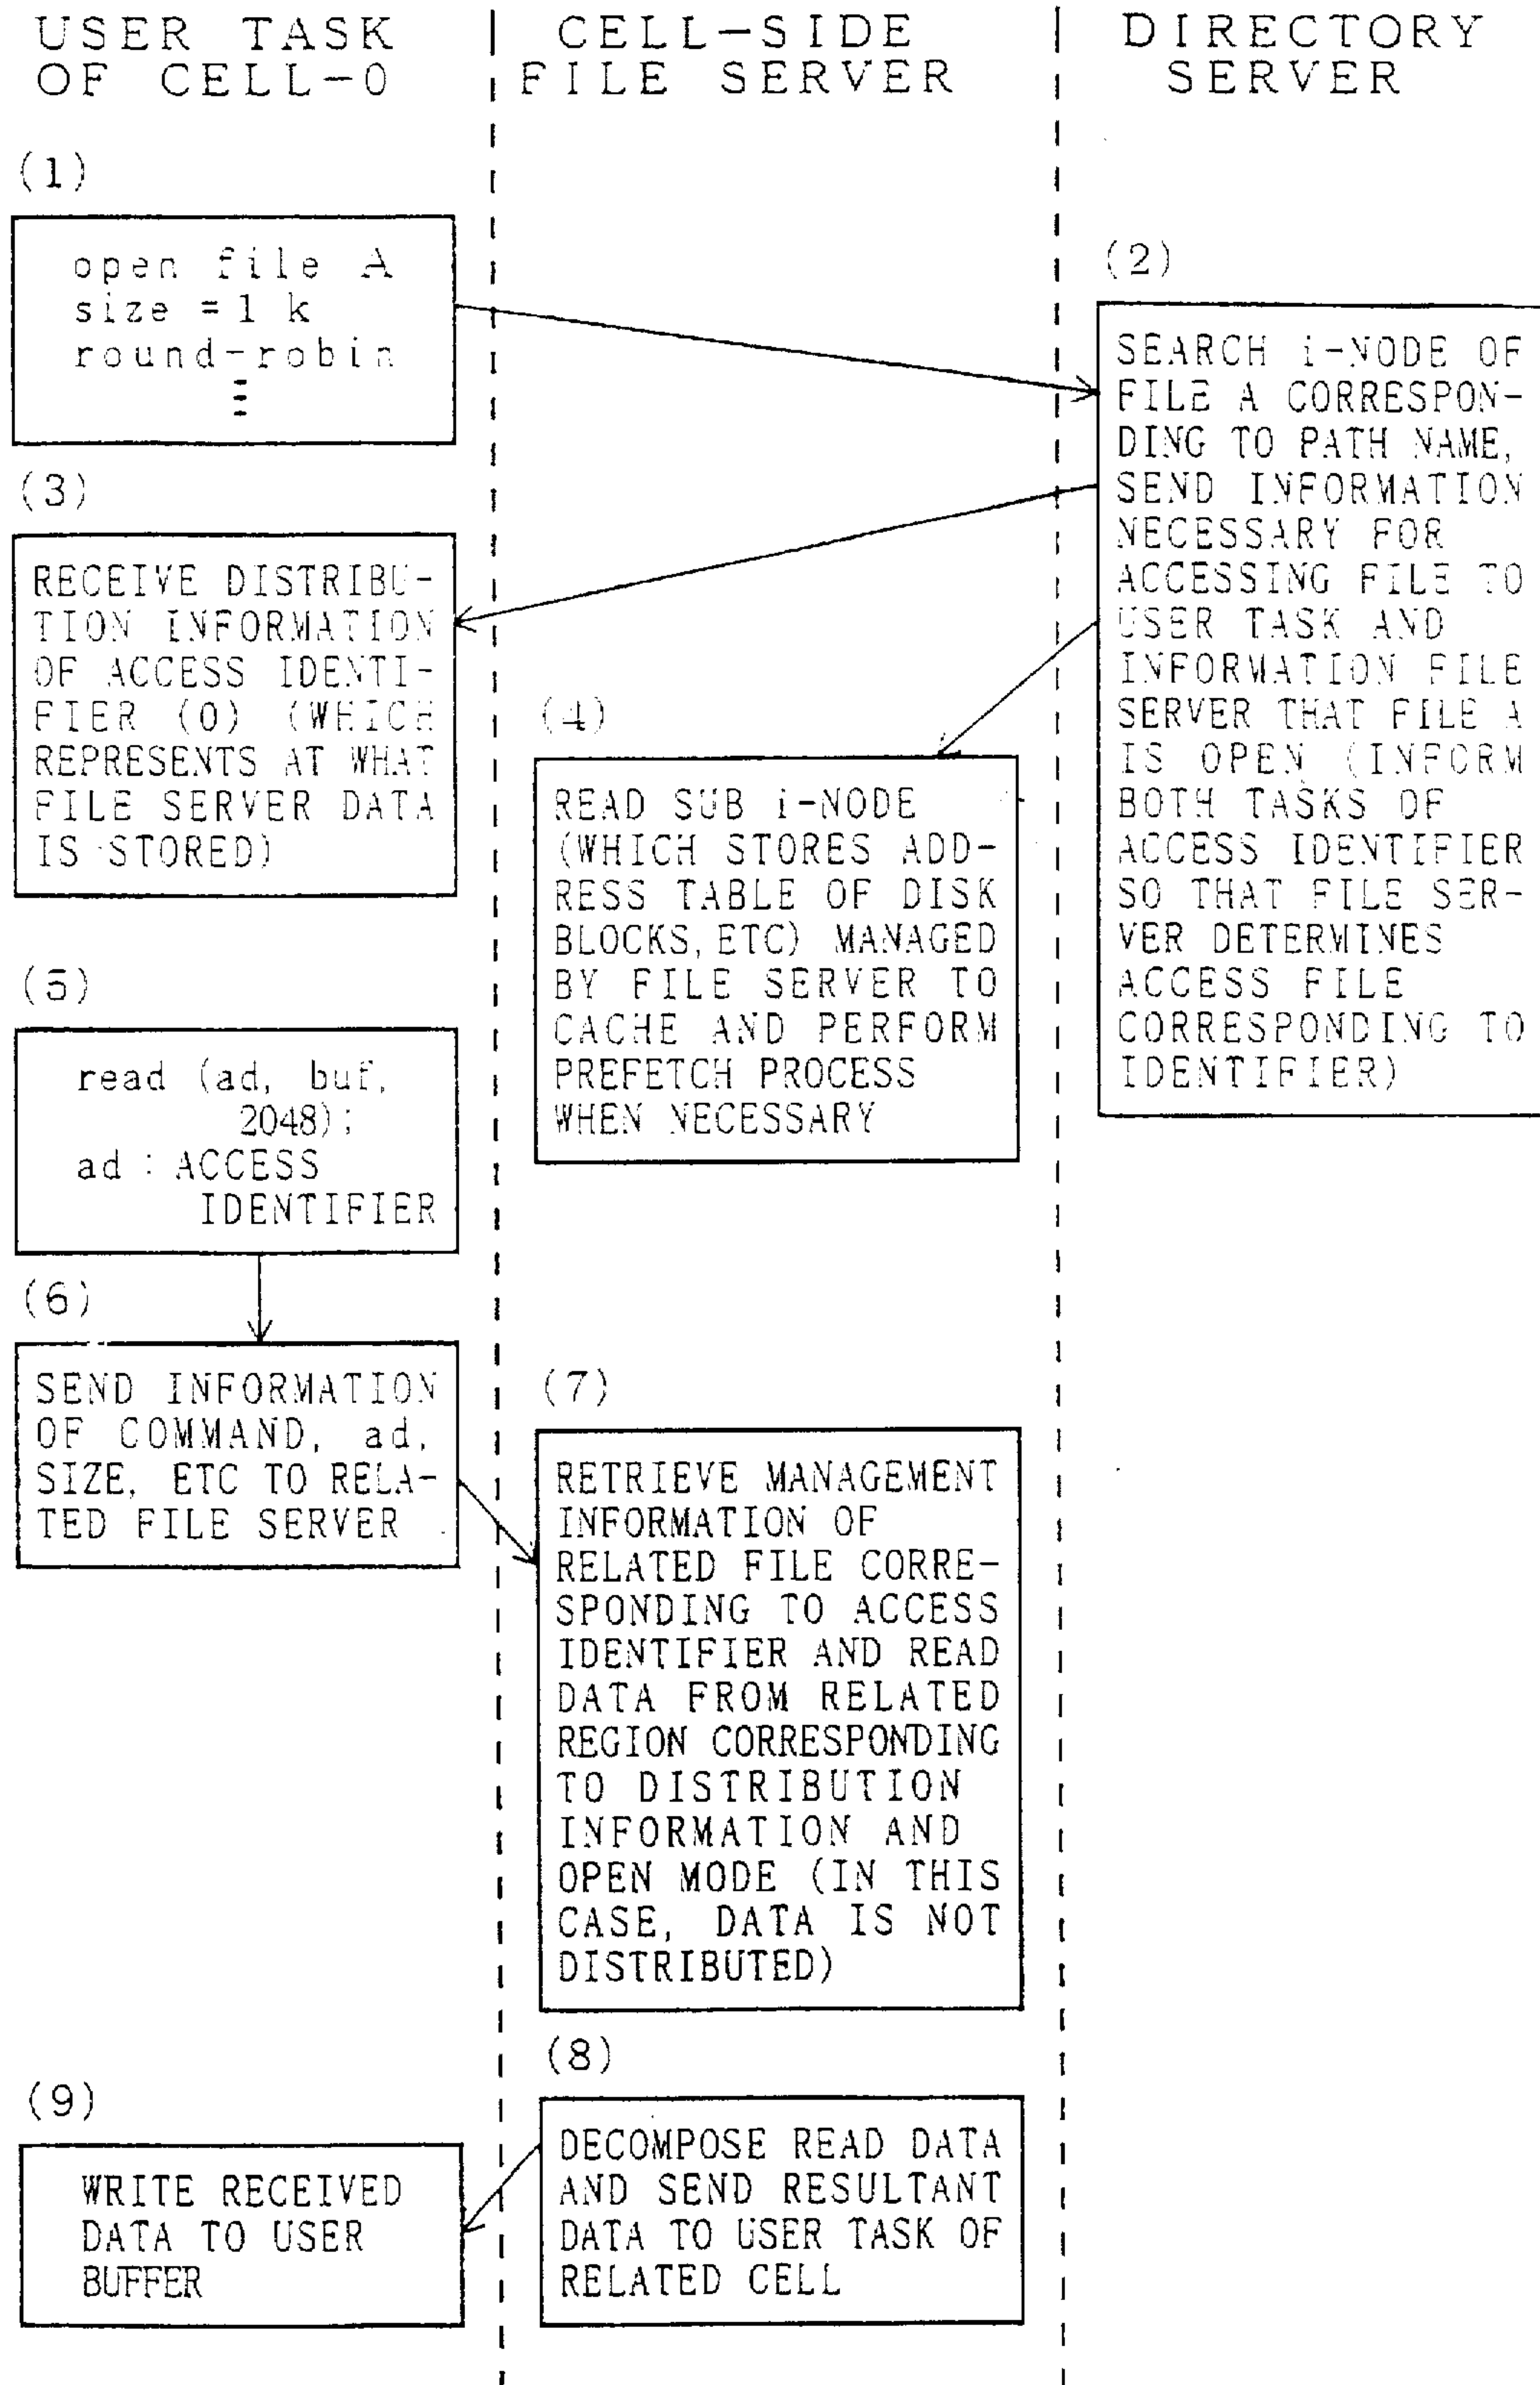 USER TASK
OF CELL-0
CELL-SIDE
FILE SERVER
DIRECTORY
SERVER
(1)
open file A
size = 1 k
round-robin
(2)
SEARCH i-NODE OF
FILE A CORRESPON-
DING TO PATH NAME,
SEND INFORMATION
NECESSARY FOR
ACCESSING FILE TO
USER TASK AND
INFORMATION FILE
SERVER THAT FILE A
IS OPEN (INFORM
BOTH TASKS OF
ACCESS IDENTIFIER
SO THAT FILE SER-
VER DETERMINES
ACCESS FILE
CORRESPONDING TO
IDENTIFIER)
(3)
RECEIVE DISTRIBU-
TION INFORMATION
OF ACCESS IDENTI-
FIER (0) (WHICH
REPRESENTS AT WHAT
FILE SERVER DATA
IS STORED)
(4)
READ SUB i-NODE
(WHICH STORES ADD-
RESS TABLE OF DISK
BLOCKS, ETC) MANAGED
BY FILE SERVER TO
CACHE AND PERFORM
PREFETCH PROCESS
WHEN NECESSARY
(5)
read (ad, buf,
2048);
ad : ACCESS
IDENTIFIER
(6)
SEND INFORMATION
OF COMMAND, ad,
SIZE, ETC TO RELA-
TED FILE SERVER
(7)
RETRIEVE MANAGEMENT
INFORMATION OF
RELATED FILE CORRE-
SPONDING TO ACCESS
IDENTIFIER AND READ
DATA FROM RELATED
REGION CORRESPONDING
TO DISTRIBUTION
INFORMATION AND
OPEN MODE (IN THIS
CASE, DATA IS NOT
DISTRIBUTED)
(8)
DECOMPOSE READ DATA
AND SEND RESULTANT
DATA TO USER TASK OF
RELATED CELL
(9)
WRITE RECEIVED
DATA TO USER
BUFFER